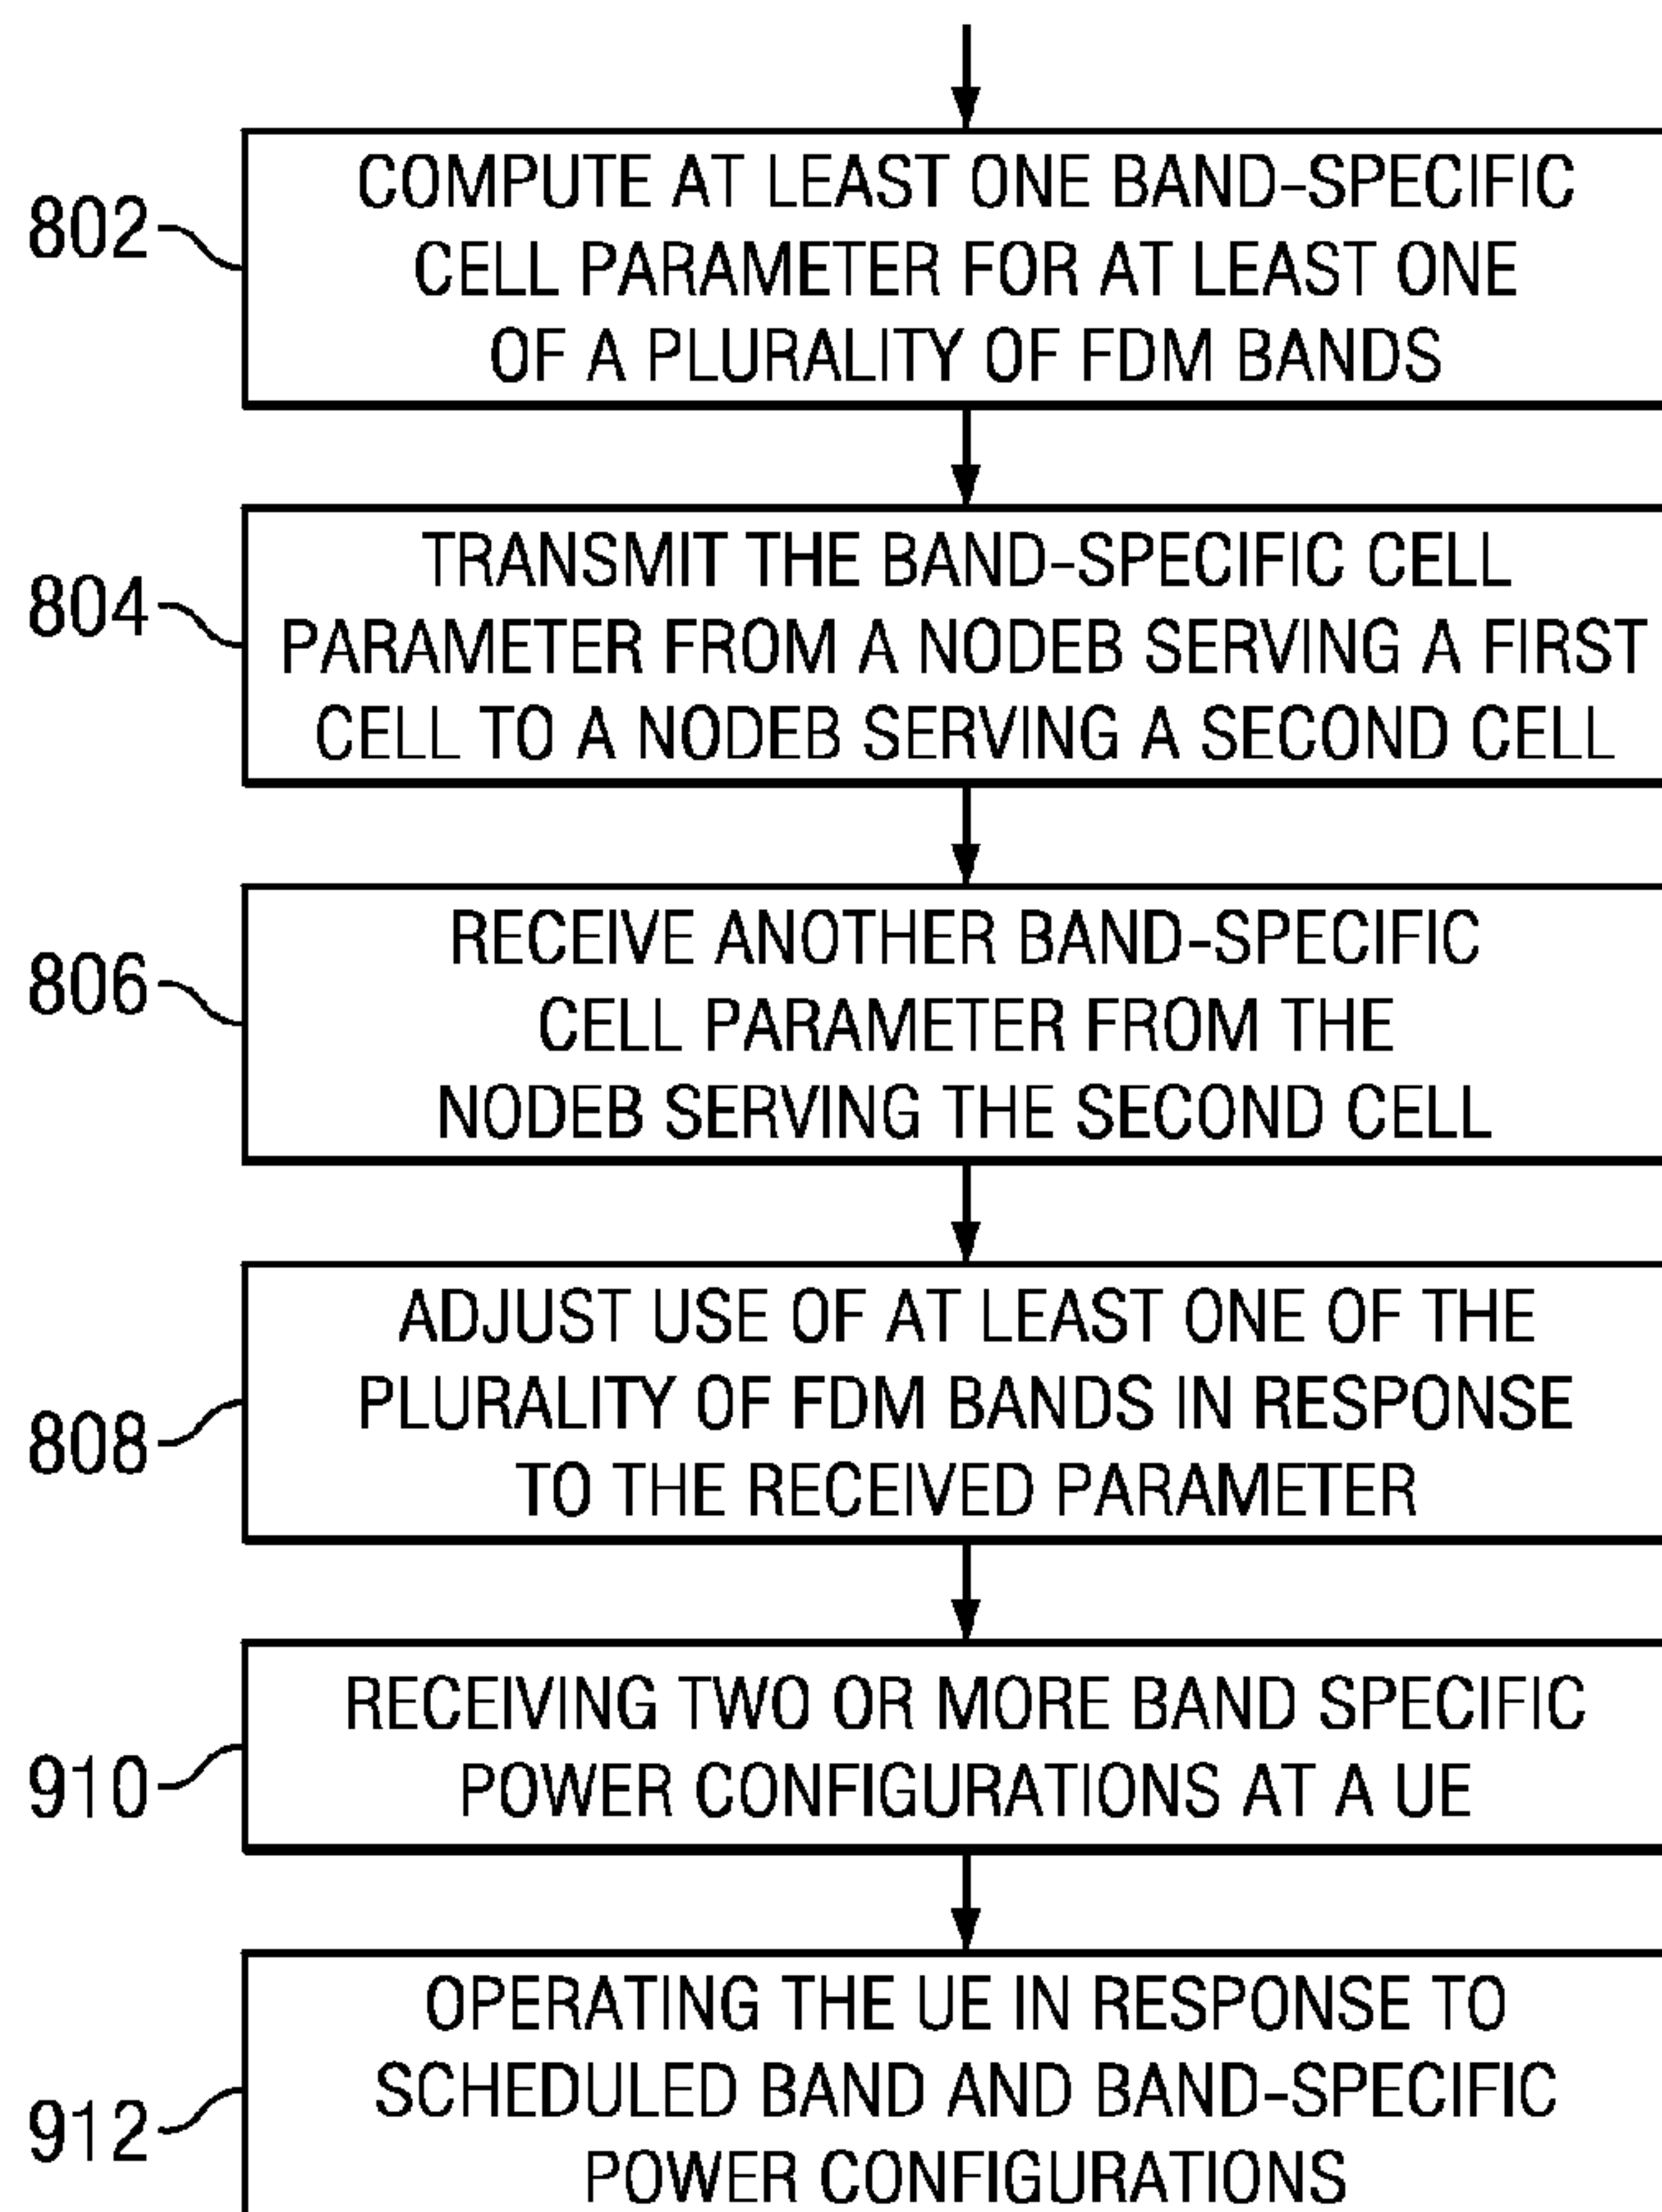 802
COMPUTE AT LEAST ONE BAND-SPECIFIC
CELL PARAMETER FOR AT LEAST ONE
OF A PLURALITY OF FDM BANDS
804
TRANSMIT THE BAND-SPECIFIC CELL
PARAMETER FROM A NODEB SERVING A FIRST
CELL TO A NODEB SERVING A SECOND CELL
806
RECEIVE ANOTHER BAND-SPECIFIC
CELL PARAMETER FROM THE
NODEB SERVING THE SECOND CELL
808
ADJUST USE OF AT LEAST ONE OF THE
PLURALITY OF FDM BANDS IN RESPONSE
TO THE RECEIVED PARAMETER
910
RECEIVING TWO OR MORE BAND SPECIFIC
POWER CONFIGURATIONS AT A UE
912
OPERATING THE UE IN RESPONSE TO
SCHEDULED BAND AND BAND-SPECIFIC
POWER CONFIGURATIONS